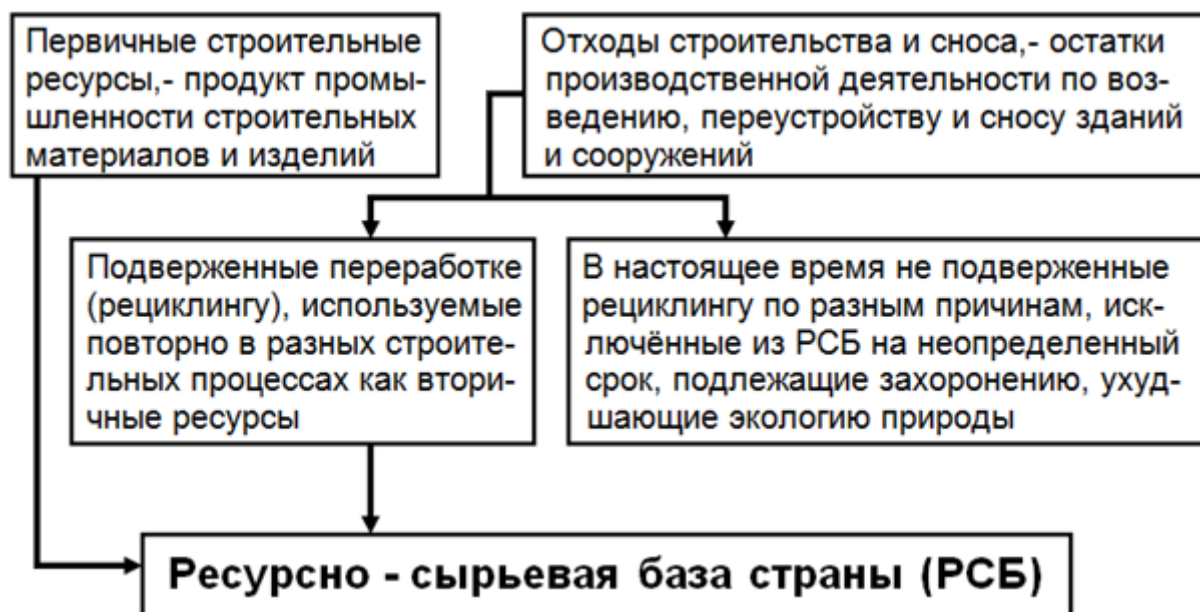 Первичные строительные
ресурсы,- продукт промы-
шленности строительных
материалов и изделий
Отходы строительства и сноса,- остатки
производственной деятельности по воз-
ведению, переустройству и сносу зданий
и сооружений
Подверженные переработке
(рециклингу), используемые
повторно в разных строите-
льных процессах как втори-
чные ресурсы
В настоящее время не подверженные
рециклингу по разным причинам, иск-
лючённые из РСБ на неопределенный
срок, подлежащие захоронению, ухуд-
шающие экологию природы
Ресурсно - сырьевая база страны (РСБ)